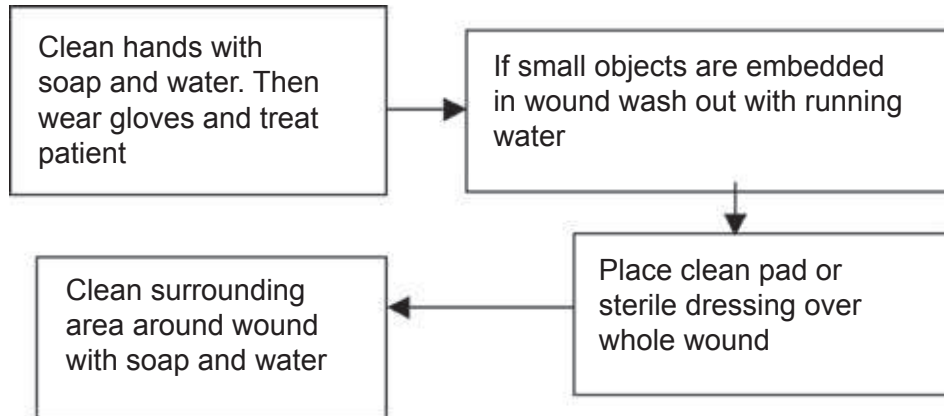 Clean hands with
soap and water. Then
wear gloves and treat
patient
If small objects are embedded
in wound wash out with running
water
Place clean pad or
sterile dressing over
whole wound
Clean surrounding
area around wound
with soap and water